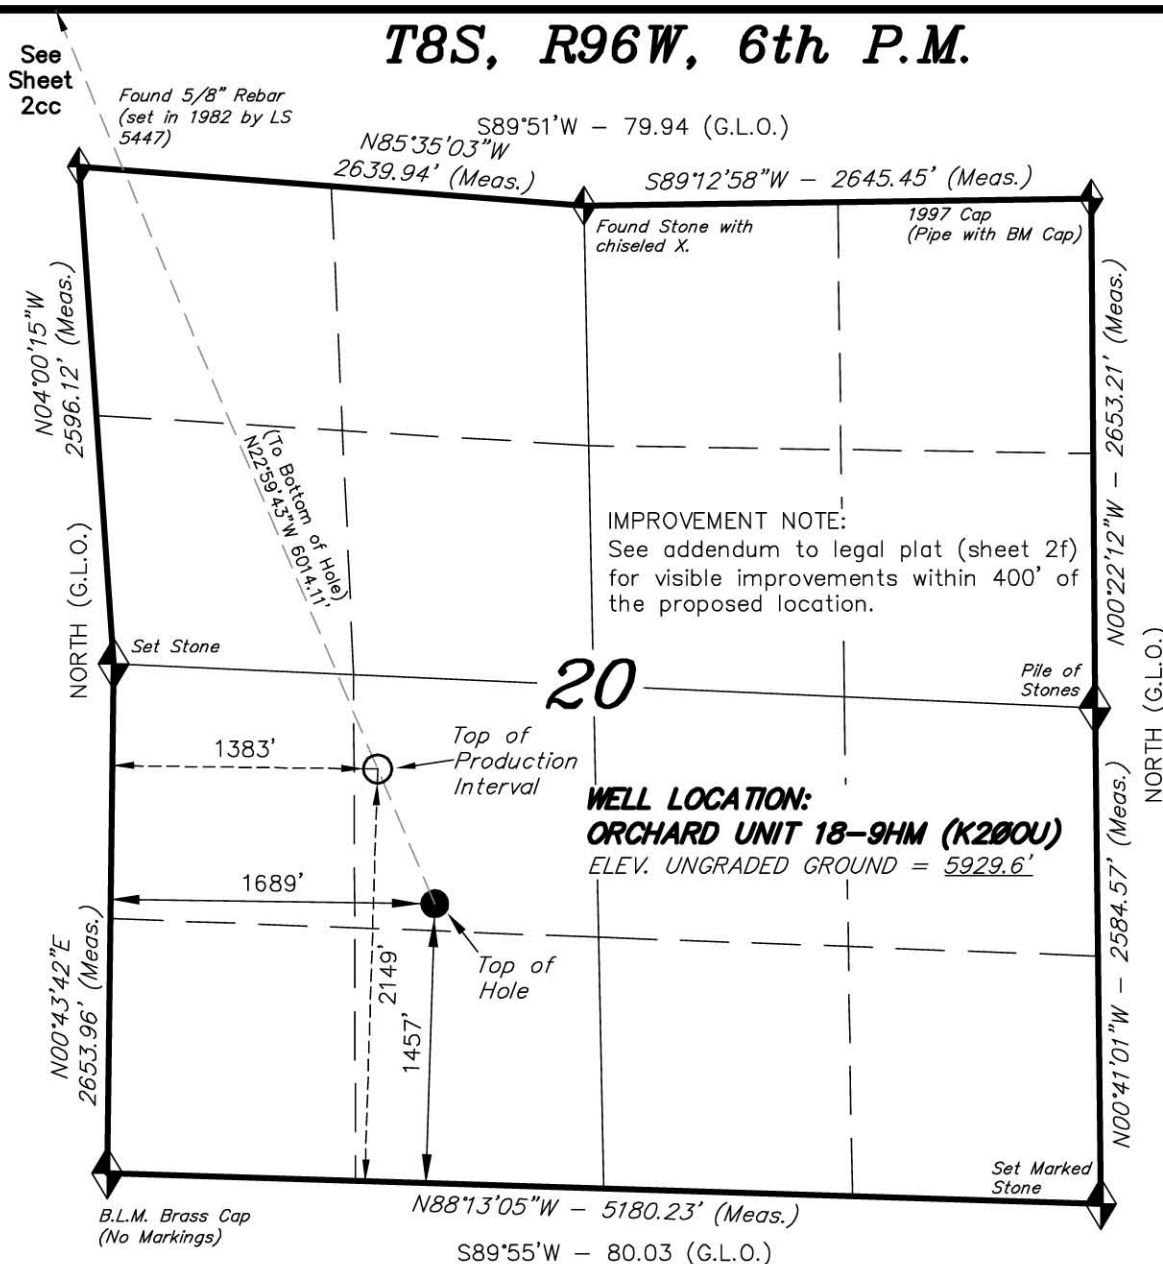 T8S, R96W, 6th P.M.
See
Sheet
2cc
Found 5/8" Rebar
(set in 1982 by LS
5447)
S89°51'W – 79.94 (G.L.O.)
N85°35'03"W
2639.94' (Meas.)
S89°12'58"W – 2645.45' (Meas.)
Found Stone with
chiseled X.
1997 Cap
(Pipe with BM Cap)
N04°00'15"W
2596.12' (Meas.)
N00°22'12"W – 2653.21' (Meas.)
(To Bottom of Hole)
N22°59'43"W 6014.11'
IMPROVEMENT NOTE:
See addendum to legal plat (sheet 2f)
for visible improvements within 400' of
the proposed location.
NORTH (G.L.O.)
Set Stone
20
Pile of
Stones
NORTH (G.L.O.)
1383'
Top of
Production
Interval
WELL LOCATION:
ORCHARD UNIT 18–9HM (K2ØOU)
ELEV. UNGRADED GROUND = 5929.6'
1689'
Top of
Hole
2149'
1457'
N00°43'42"E
2653.96' (Meas.)
N00°41'01"W – 2584.57' (Meas.)
Set Marked
Stone
B.L.M. Brass Cap
(No Markings)
N88°13'05"W – 5180.23' (Meas.)
S89°55'W – 80.03 (G.L.O.)